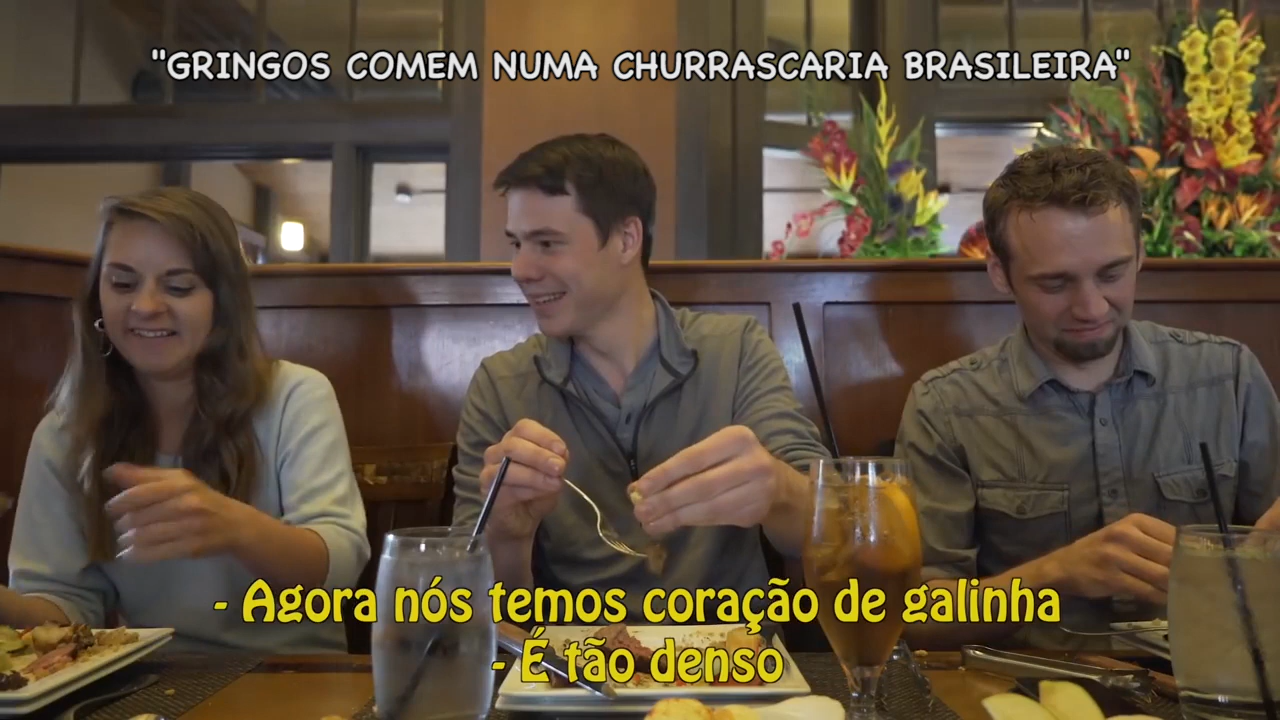 "GRINGOS COMEM NUMA CHURRASCARIA BRASILEIRA"
- Agora nós temos coração de galinha
- É tão denso